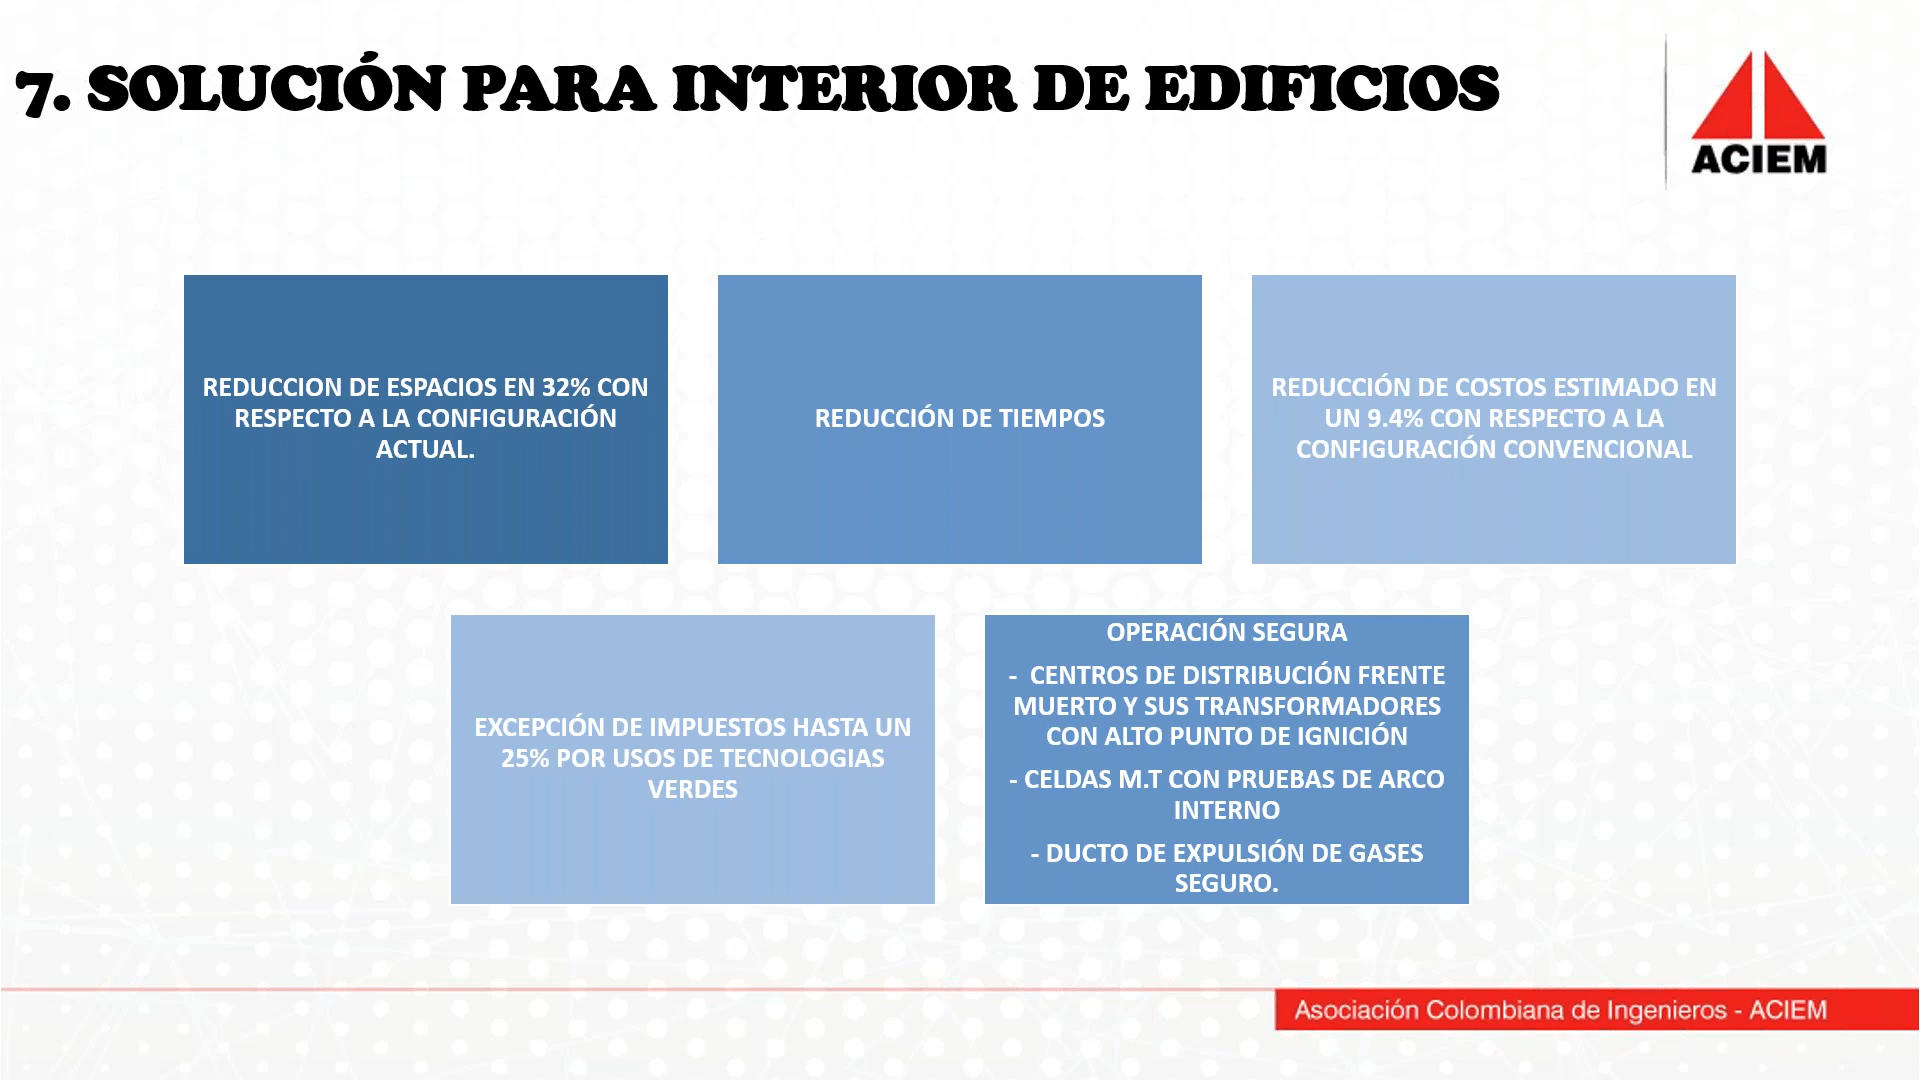 7. SOLUCIÓN PARA INTERIOR DE EDIFICIOS
ACIEM
REDUCCION DE ESPACIOS EN 32% CON
RESPECTO A LA CONFIGURACIÓN
ACTUAL.
REDUCCIÓN DE TIEMPOS
REDUCCIÓN DE COSTOS ESTIMADO EN
UN 9.4% CON RESPECTO A LA
CONFIGURACIÓN CONVENCIONAL
EXCEPCIÓN DE IMPUESTOS HASTA UN
25% POR USOS DE TECNOLOGIAS
VERDES
OPERACIÓN SEGURA
- CENTROS DE DISTRIBUCIÓN FRENTE
MUERTO Y SUS TRANSFORMADORES
CON ALTO PUNTO DE IGNICIÓN
- CELDAS M.T CON PRUEBAS DE ARCO
INTERNO
- DUCTO DE EXPULSIÓN DE GASES
SEGURO.
Asociación Colombiana de Ingenieros - ACIEM